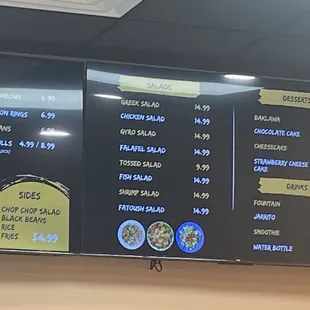 6.99
ON RINGS 6.99
4.99 / 8.99
SIDES
CHOP CHOP SALAD
BLACK BEANS
RICE
FRIES $4.99
SALADS
GREEK SALAD 14.99
CHICKEN SALAD 14.99
GYRO SALAD 14.99
FALAFEL SALAD 14.99
TOSSED SALAD 9.99
FISH SALAD 14.99
SHRIMP SALAD 14.99
FATOUSH SALAD 14.99
DESSERTS
BAKLAWA
CHOCOLATE CAKE
CHEESECAKE
STRAWBERRY CHEESE
CAKE
DRINKS
FOUNTAIN
JARRITO
SMOOTHIE
WATER BOTTLE